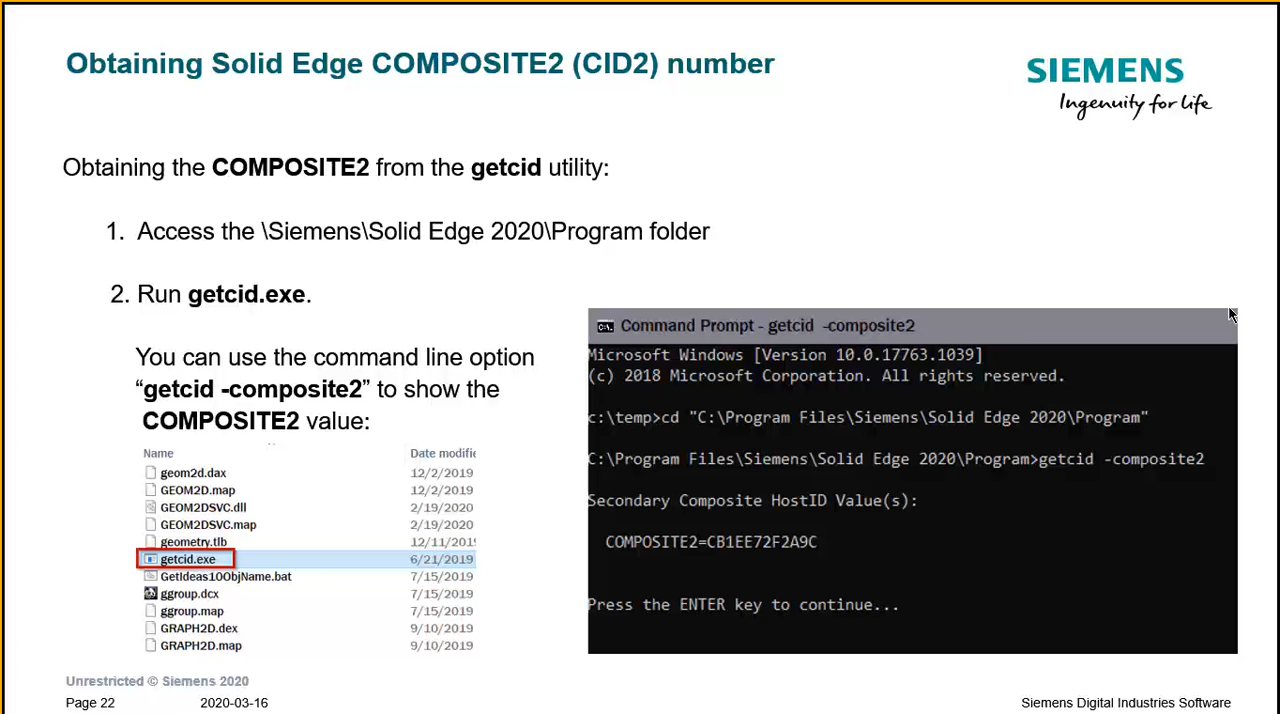 Obtaining Solid Edge COMPOSITE2 (CID2) number
SIEMENS
Ingenuity for life
Obtaining the COMPOSITE2 from the getcid utility:
1. Access the \Siemens\Solid Edge 2020\Program folder
2. Run getcid.exe.
You can use the command line option
“getcid -composite2” to show the
COMPOSITE2 value:
Name Date modifie
geom2d.dax 12/2/2019
GEOM2D.map 12/2/2019
GEOM2DSVC.dll 2/19/2020
GEOM2DSVC.map 2/19/2020
geometry.tlb 12/11/2019
getcid.exe 6/21/2019
GetIdeas10ObjName.bat 7/15/2019
ggroup.dcx 7/15/2019
ggroup.map 7/15/2019
GRAPH2D.dex 9/10/2019
GRAPH2D.map 9/10/2019
Command Prompt - getcid -composite2
Microsoft Windows [Version 10.0.17763.1039]
(c) 2018 Microsoft Corporation. All rights reserved.
c:\temp>cd "C:\Program Files\Siemens\Solid Edge 2020\Program"
C:\Program Files\Siemens\Solid Edge 2020\Program>getcid -composite2
Secondary Composite HostID Value(s):
COMPOSITE2=CB1EE72F2A9C
Press the ENTER key to continue...
Unrestricted © Siemens 2020
Page 22 2020-03-16 Siemens Digital Industries Software